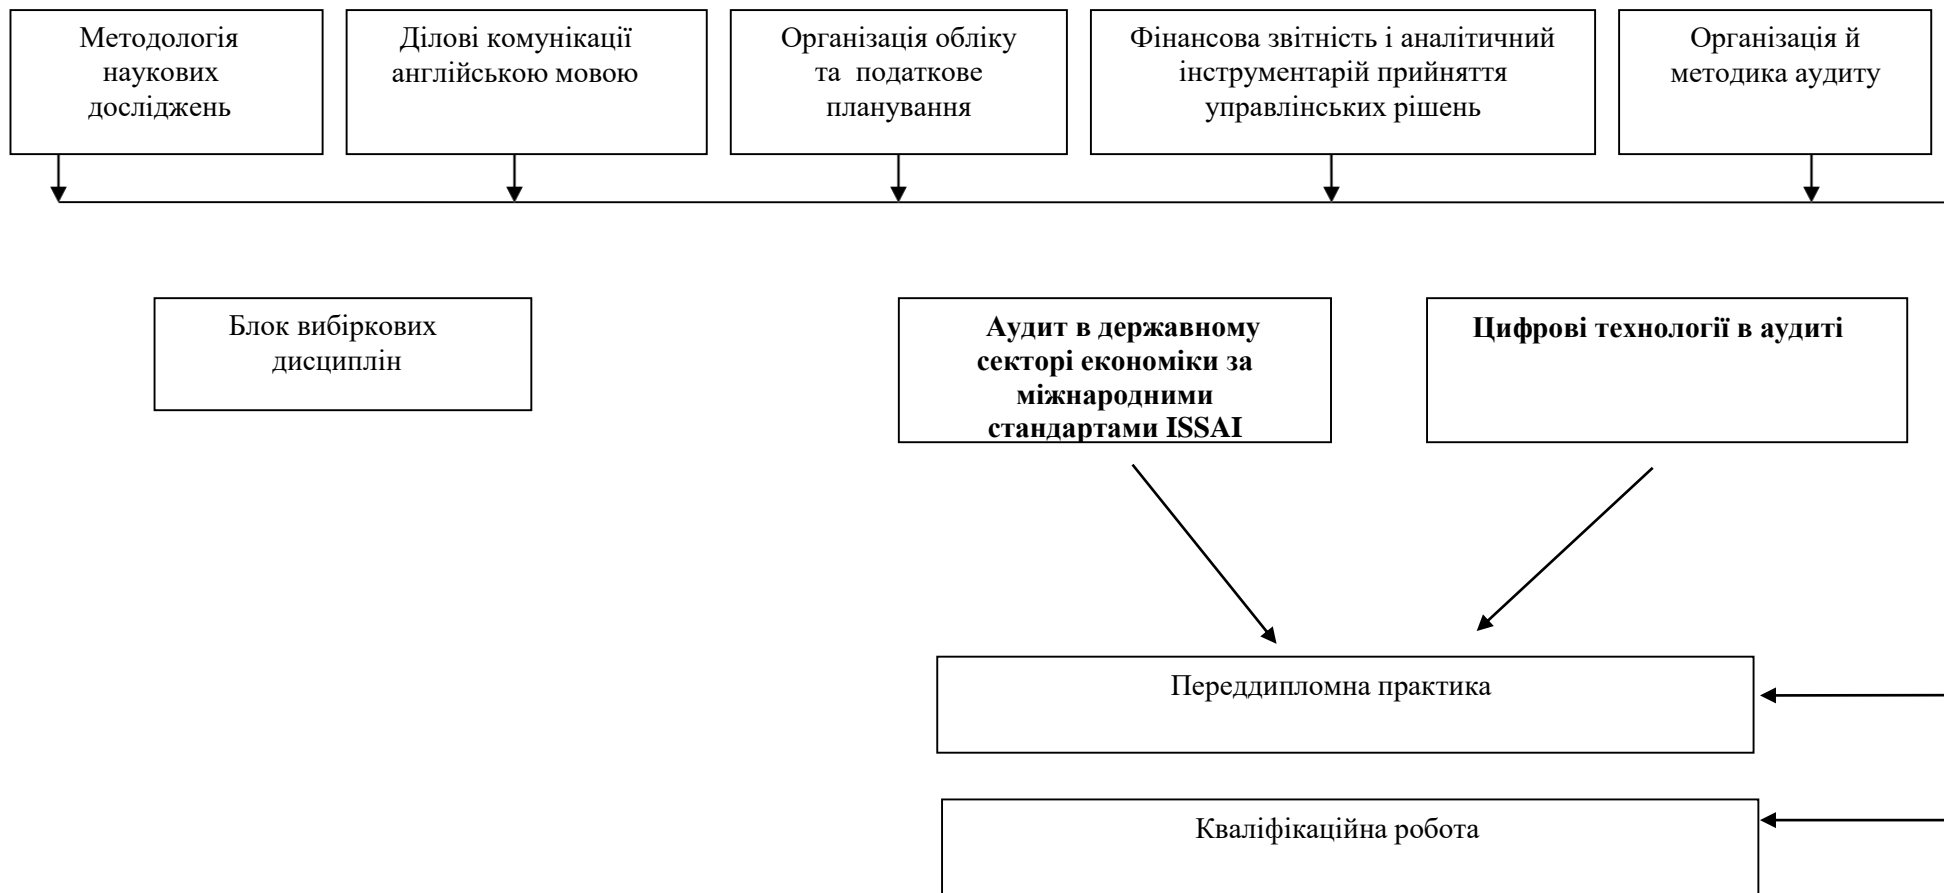 Методологія
наукових
досліджень
Ділові комунікації
англійською мовою
Організація обліку
та податкове
планування
Фінансова звітність і аналітичний
інструментарій прийняття
управлінських рішень
Організація й
методика аудиту
Блок вибіркових
дисциплін
Аудит в державному
секторі економіки за
міжнародними
стандартами ISSAI
Цифрові технології в аудиті
Переддипломна практика
Кваліфікаційна робота